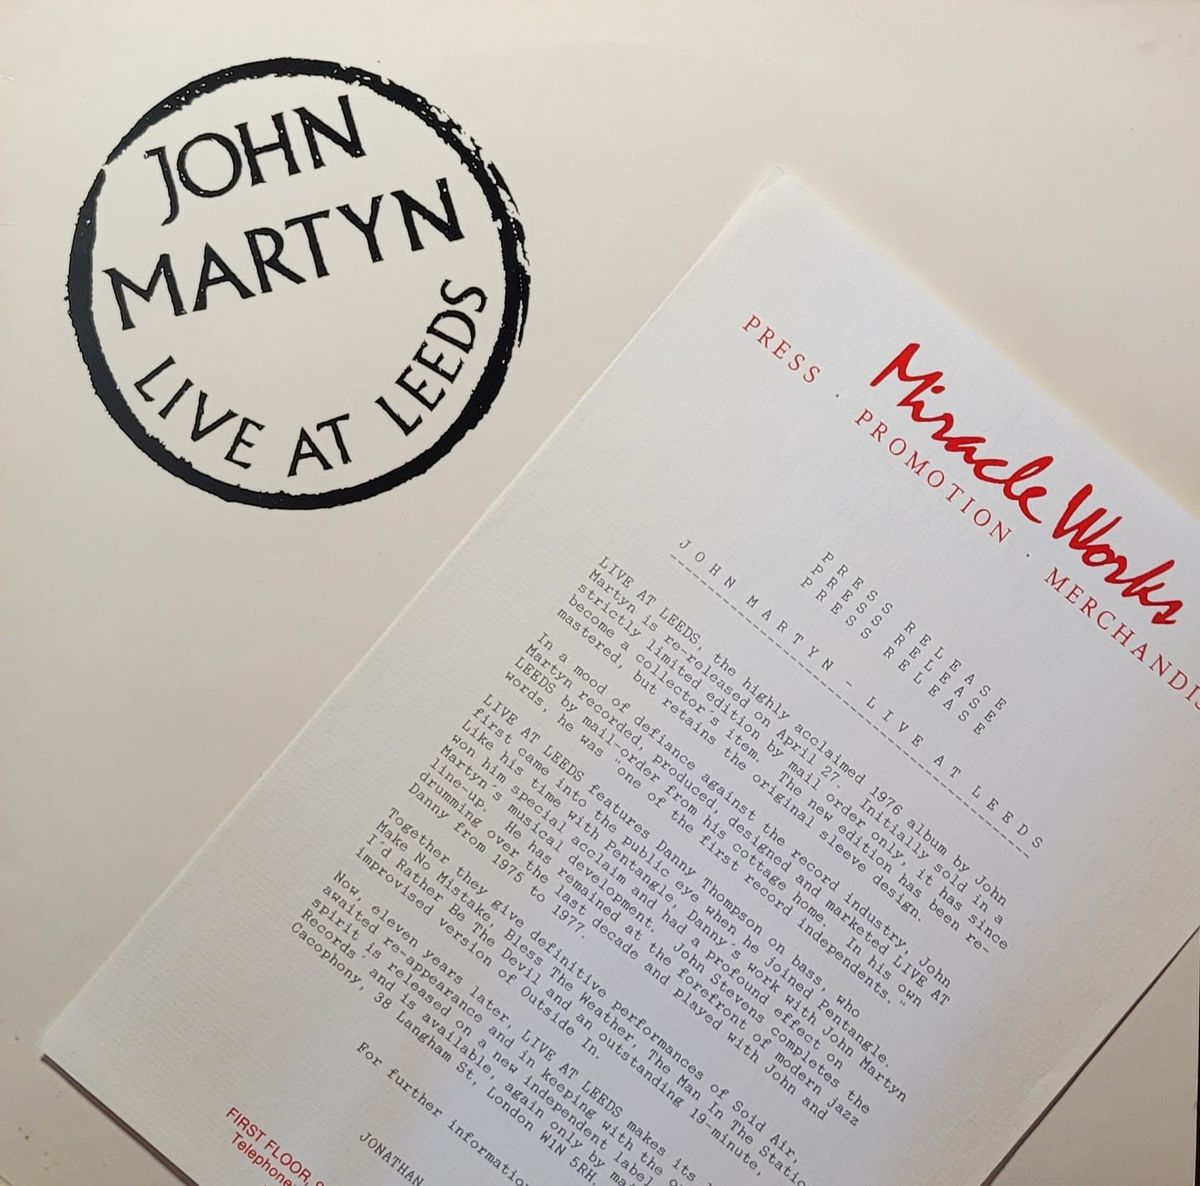 JOHN
MARTYN
LIVE AT LEEDS
Miracle Works
PRESS · PROMOTION · MERCHANDIS
PRESS RELEASE
PRESS RELEASE
PRESS RELEASE
JOHN MARTYN - LIVE AT LEEDS
LIVE AT LEEDS, the highly acclaimed 1976 album by John
Martyn is re-released on April 27. Initially sold in a
strictly limited edition by mail order only, it has since
become a collector's item. The new edition has been re-
mastered, but retains the original sleeve design.
In a mood of defiance against the record industry, John
Martyn recorded, produced, designed and marketed LIVE AT
LEEDS by mail-order from his cottage home. In his own
words, he was "one of the first record independents."
LIVE AT LEEDS features Danny Thompson on bass, who
first came into the public eye when he joined Pentangle.
Like his time with Pentangle, Danny's work with John Martyn
won him special acclaim and had a profound effect on
Martyn's musical development. John Stevens completes the
line-up. He has remained at the forefront of modern jazz
drumming over the last decade and played with John and
Danny from 1975 to 1977.
Together they give definitive performances of Solid Air,
Make No Mistake, Bless The Weather, The Man In The Static
I'd Rather Be The Devil and an outstanding 19-minute,
improvised version of Outside In.
Now, eleven years later, LIVE AT LEEDS makes its
awaited re-appearance and in keeping with the
spirit is released on a new independent label
Records - and is available, again only by
Cacophony, 38 Langham St, London W1N 5RH.
For further information
JONATHAN
FIRST FLOOR,
Telephone: